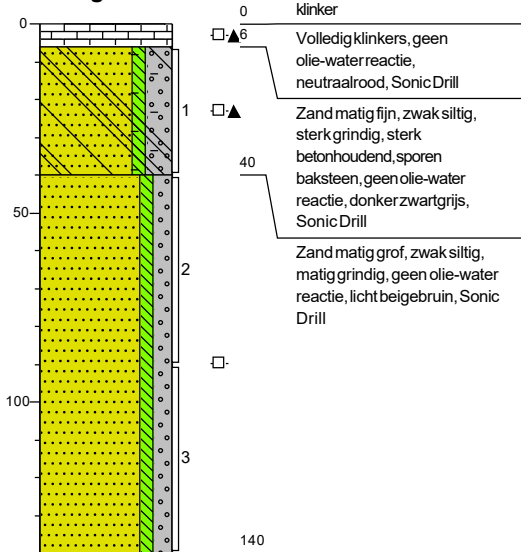 0
klinker
0
6
Volledig klinkers, geen
olie-water reactie,
neutraalrood, Sonic Drill
1
Zand matig fijn, zwak siltig,
sterk grindig, sterk
betonhoudend, sporen
baksteen, geen olie-water
reactie, donker zwartgrijs,
Sonic Drill
40
50
2
Zand matig grof, zwak siltig,
matig grindig, geen olie-water
reactie, licht beigebruin, Sonic
Drill
100
3
140